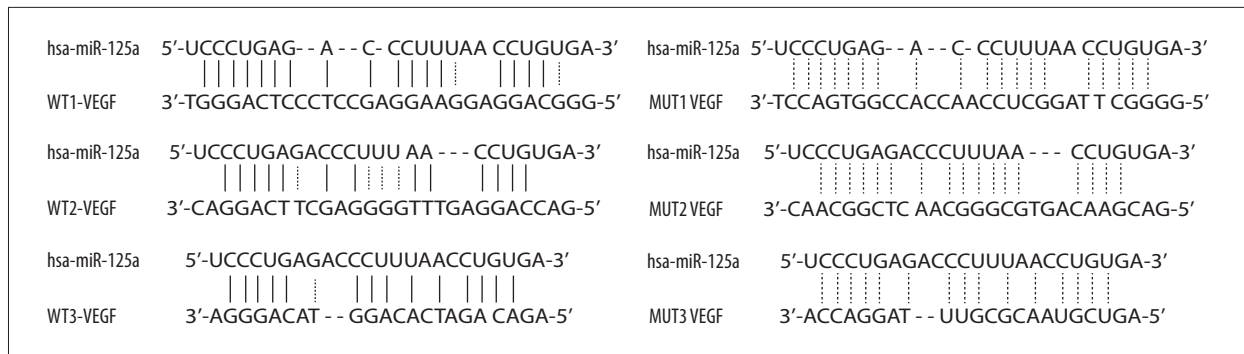 hsa-miR-125a 5’-UCCCUGAG- - A - - C- CCUUUAA CCUGUGA-3’
WT1-VEGF 3’-TGGGACTCCCTCCGAGGAAGGAGGACGGG-5’
hsa-miR-125a 5’-UCCCUGAGACCCUUU AA - - - CCUGUGA-3’
WT2-VEGF 3’-CAGGACT TCGAGGGGTTTGAGGACCAG-5’
hsa-miR-125a 5’-UCCCUGAGACCCUUUAACCUGUGA-3’
WT3-VEGF 3’-AGGGACAT - - GGACACTAGA CAGA-5’
hsa-miR-125a 5’-UCCCUGAG- - A - - C- CCUUUAA CCUGUGA-3’
MUT1 VEGF 3’-TCCAGTGGCCACCAACCUCGGAT T CGGGG-5’
hsa-miR-125a 5’-UCCCUGAGACCCUUUAA - - - CCUGUGA-3’
MUT2 VEGF 3’-CAACGGCTC AACGGGCGTGACAAGCAG-5’
hsa-miR-125a 5’-UCCCUGAGACCCUUUAACCUGUGA-3’
MUT3 VEGF 3’-ACCAGGAT - - UUGCGCAAUGCUGA-5’